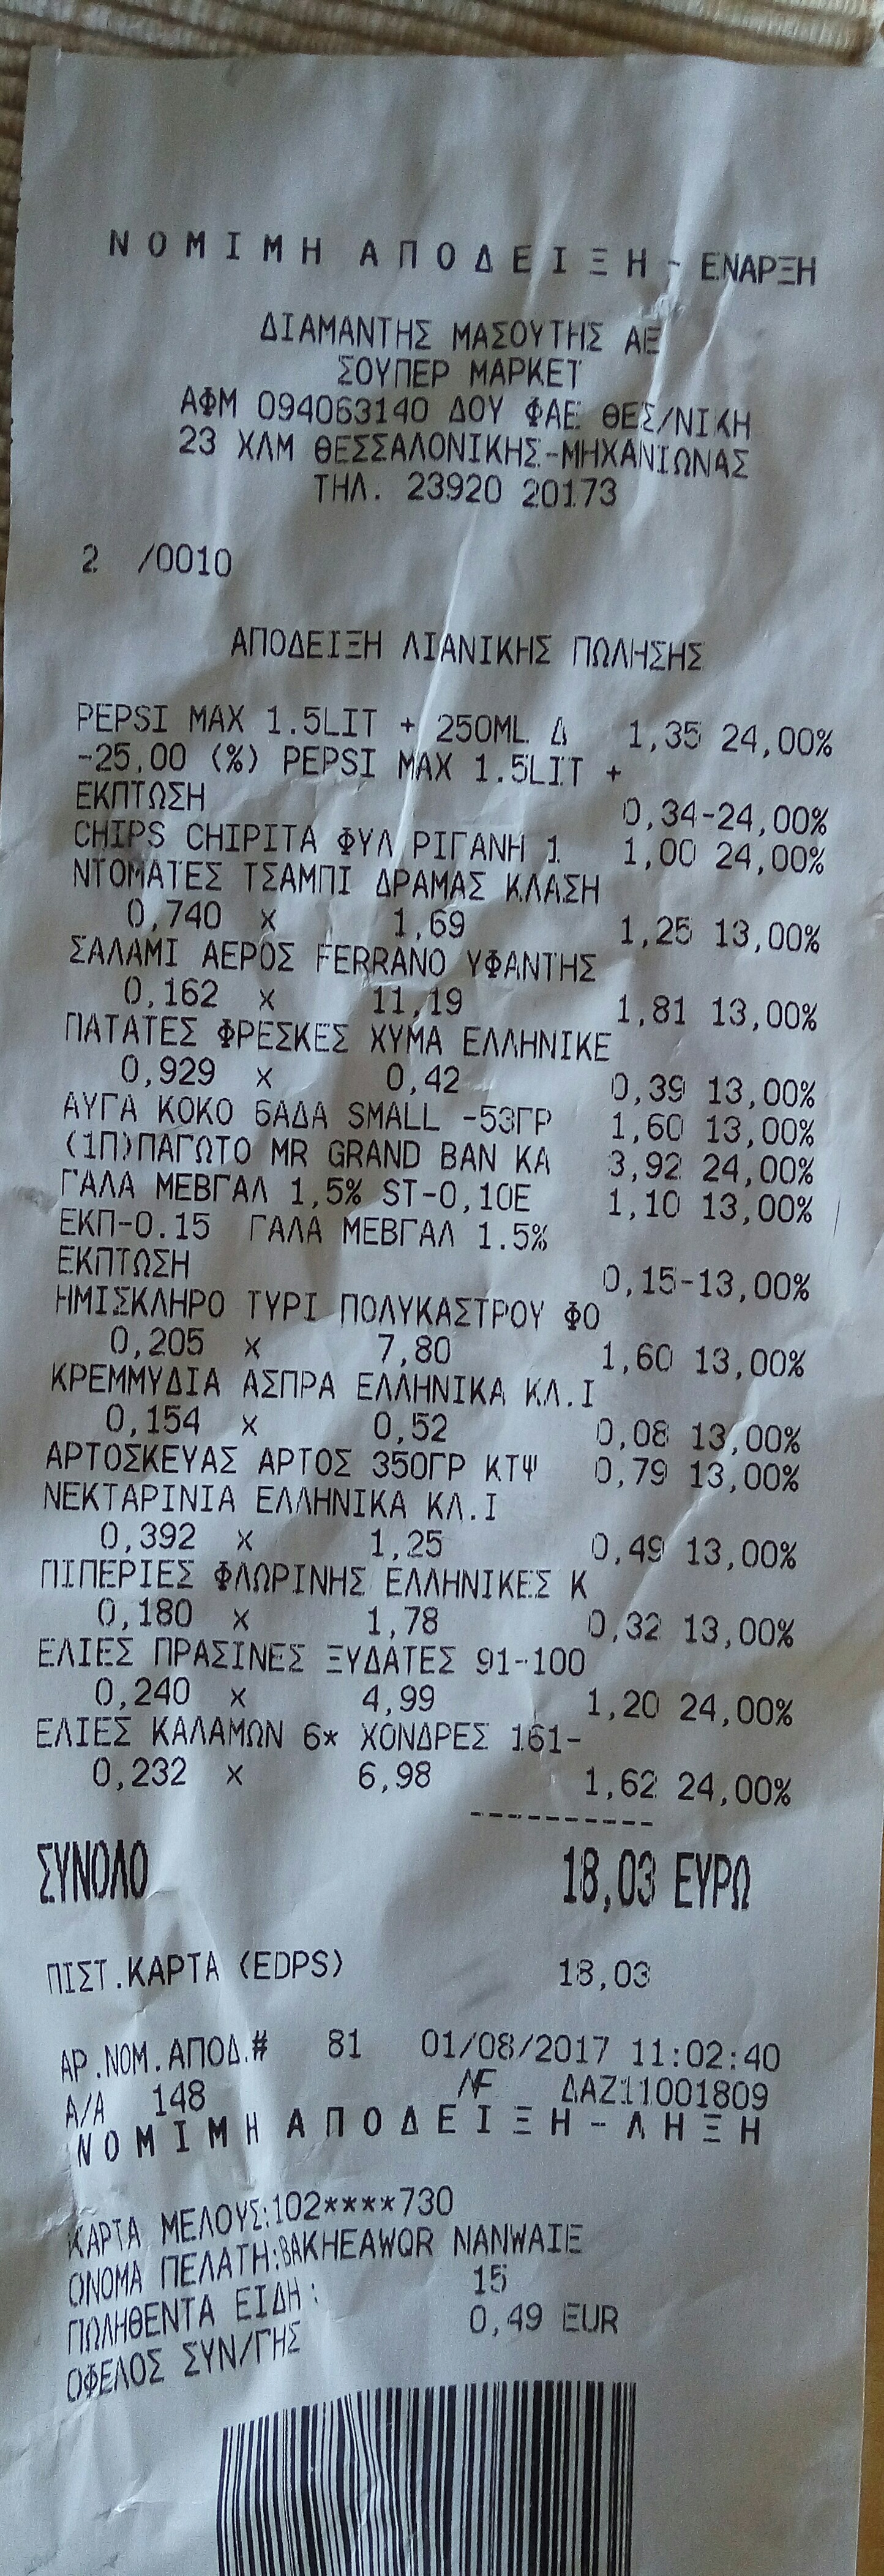 ΝΟΜΙΜΗ ΑΠΟΔΕΙΞΗ - ΕΝΑΡΞΗ
ΔΙΑΜΑΝΤΗΣ ΜΑΣΟΥΤΗΣ ΑΕ
ΣΟΥΠΕΡ ΜΑΡΚΕΤ
ΑΦΜ 094063140 ΔΟΥ ΦΑΕ ΘΕΣ/ΝΙΚΗ
23 ΧΛΜ ΘΕΣΣΑΛΟΝΙΚΗΣ-ΜΗΧΑΝΙΩΝΑΣ
ΤΗΛ. 23920 20173
2 /0010
ΑΠΟΔΕΙΞΗ ΛΙΑΝΙΚΗΣ ΠΩΛΗΣΗΣ
PEPSI MAX 1.5LIT + 250ML Δ 1,35 24,00%
-25,00 (%) PEPSI MAX 1.5LIT +
ΕΚΠΤΩΣΗ 0,34-24,00%
CHIPS CHIPITA ΦΥΛ ΡΙΓΑΝΗ 1 1,00 24,00%
ΝΤΟΜΑΤΕΣ ΤΣΑΜΠΙ ΔΡΑΜΑΣ ΚΛΑΣΗ
0,740 x 1,69 1,25 13,00%
ΣΑΛΑΜΙ ΑΕΡΟΣ FERRANO ΥΦΑΝΤΗΣ
0,162 x 11,19 1,81 13,00%
ΠΑΤΑΤΕΣ ΦΡΕΣΚΕΣ ΧΥΜΑ ΕΛΛΗΝΙΚΕ
0,929 x 0,42 0,39 13,00%
ΑΥΓΑ ΚΟΚΟ 6ΑΔΑ SMALL -53ΓΡ 1,60 13,00%
(1Π)ΠΑΓΩΤΟ MR GRAND BAN ΚΑ 3,92 24,00%
ΓΑΛΑ ΜΕΒΓΑΛ 1,5% ST-0,10E 1,10 13,00%
ΕΚΠ-0.15 ΓΑΛΑ ΜΕΒΓΑΛ 1.5%
ΕΚΠΤΩΣΗ 0,15-13,00%
ΗΜΙΣΚΛΗΡΟ ΤΥΡΙ ΠΟΛΥΚΑΣΤΡΟΥ ΦΟ
0,205 x 7,80 1,60 13,00%
ΚΡΕΜΜΥΔΙΑ ΑΣΠΡΑ ΕΛΛΗΝΙΚΑ ΚΛ.Ι
0,154 x 0,52 0,08 13,00%
ΑΡΤΟΣΚΕΥΑΣ ΑΡΤΟΣ 350ΓΡ ΚΤΨ 0,79 13,00%
ΝΕΚΤΑΡΙΝΙΑ ΕΛΛΗΝΙΚΑ ΚΛ.Ι
0,392 x 1,25 0,49 13,00%
ΠΙΠΕΡΙΕΣ ΦΛΩΡΙΝΗΣ ΕΛΛΗΝΙΚΕΣ Κ
0,180 x 1,78 0,32 13,00%
ΕΛΙΕΣ ΠΡΑΣΙΝΕΣ ΞΥΔΑΤΕΣ 91-100
0,240 x 4,99 1,20 24,00%
ΕΛΙΕΣ ΚΑΛΑΜΩΝ 6* ΧΟΝΔΡΕΣ 161-
0,232 x 6,98 1,62 24,00%
----------
ΣΥΝΟΛΟ 18,03 ΕΥΡΩ
ΠΙΣΤ.ΚΑΡΤΑ (EDPS) 18,03
ΑΡ.ΝΟΜ.ΑΠΟΔ.# 81 01/08/2017 11:02:40
Α/Α 148 NF ΔΑΖ11001809
ΝΟΜΙΜΗ ΑΠΟΔΕΙΞΗ - ΛΗΞΗ
ΚΑΡΤΑ ΜΕΛΟΥΣ:102****730
ΟΝΟΜΑ ΠΕΛΑΤΗ:BAKHEAWQR NANWAIE
ΠΩΛΗΘΕΝΤΑ ΕΙΔΗ: 15
ΟΦΕΛΟΣ ΣΥΝ/ΓΗΣ 0,49 EUR